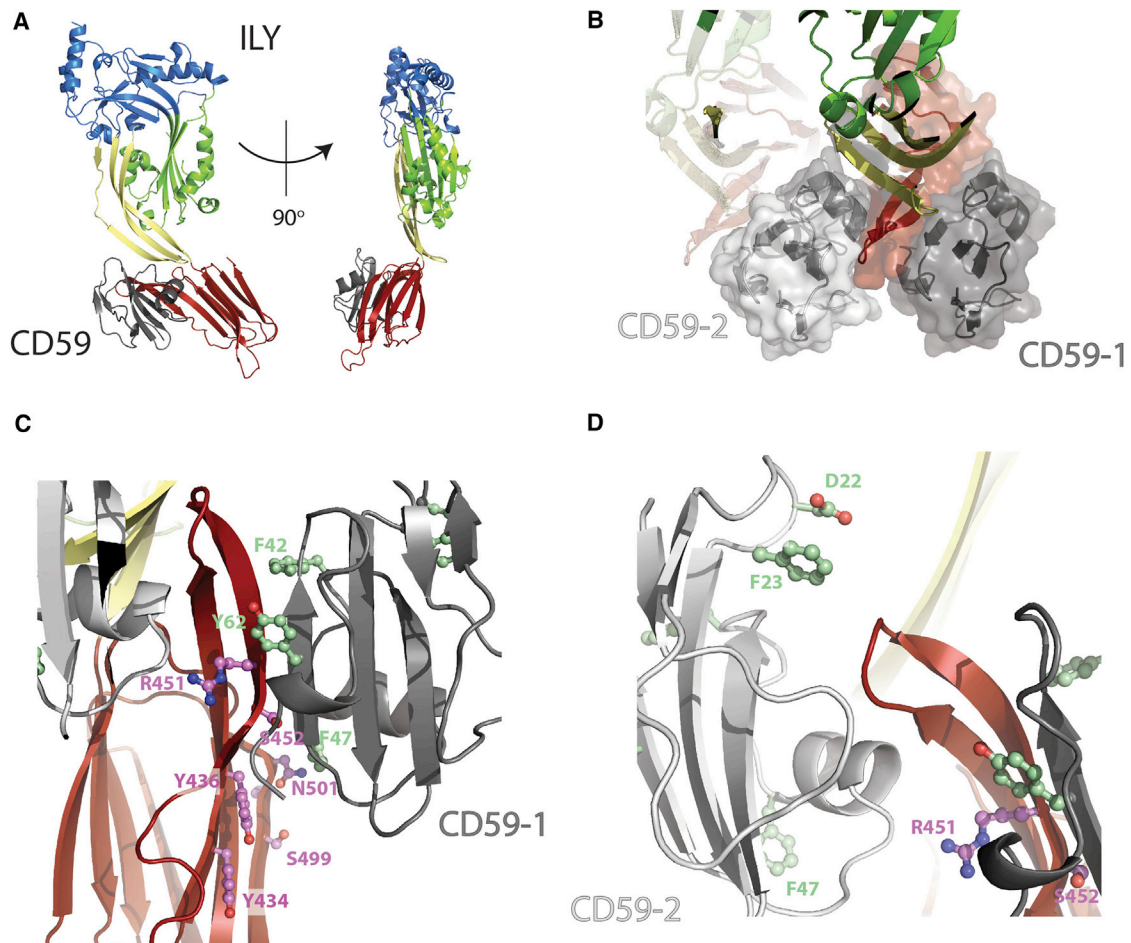 A
ILY
90°
CD59
B
CD59-2
CD59-1
C
F42
Y62
R451
S452
F47
Y436
N501
S499
Y434
CD59-1
D
D22
F23
R451
F47
S452
CD59-2